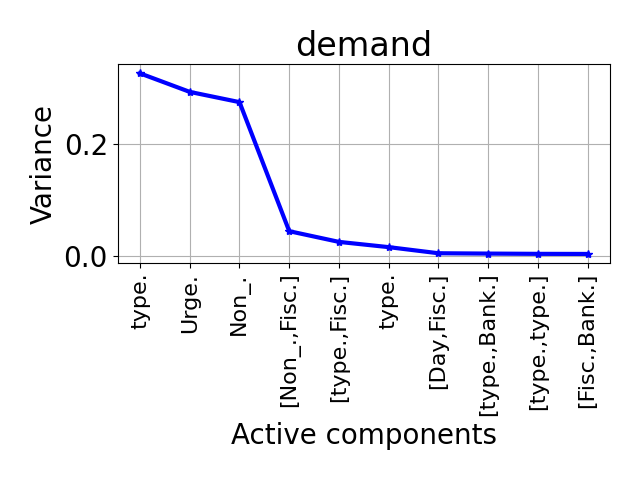 demand
Variance
0.2
0.0
type.
Urge.
Non_.
[Non_.,Fisc.]
[type.,Fisc.]
type.
[Day,Fisc.]
[type.,Bank.]
[type.,type.]
[Fisc.,Bank.]
Active components